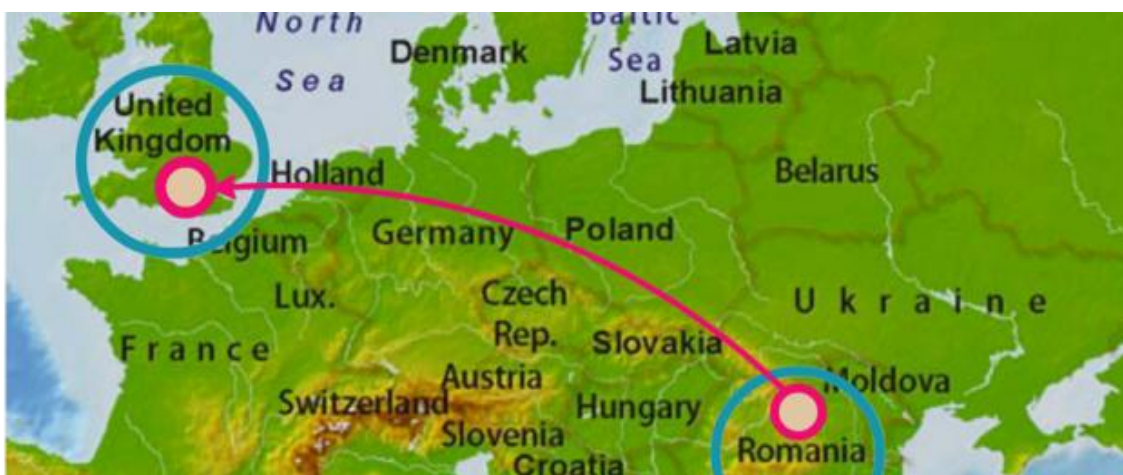 North
Sea
Baltic
Sea
Denmark
Latvia
Lithuania
United
Kingdom
Holland
Belarus
Belgium
Germany
Poland
Lux.
Czech
Rep.
Ukraine
France
Slovakia
Austria
Moldova
Switzerland
Hungary
Slovenia
Romania
Croatia